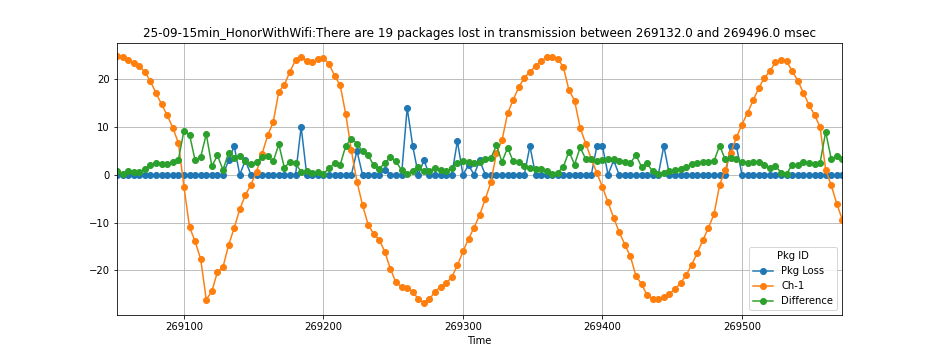 25-09-15min_HonorWithWifi:There are 19 packages lost in transmission between 269132.0 and 269496.0 msec
20
10
0
−10
−20
269100 269200 269300 269400 269500
Time
Pkg ID
Pkg Loss
Ch-1
Difference